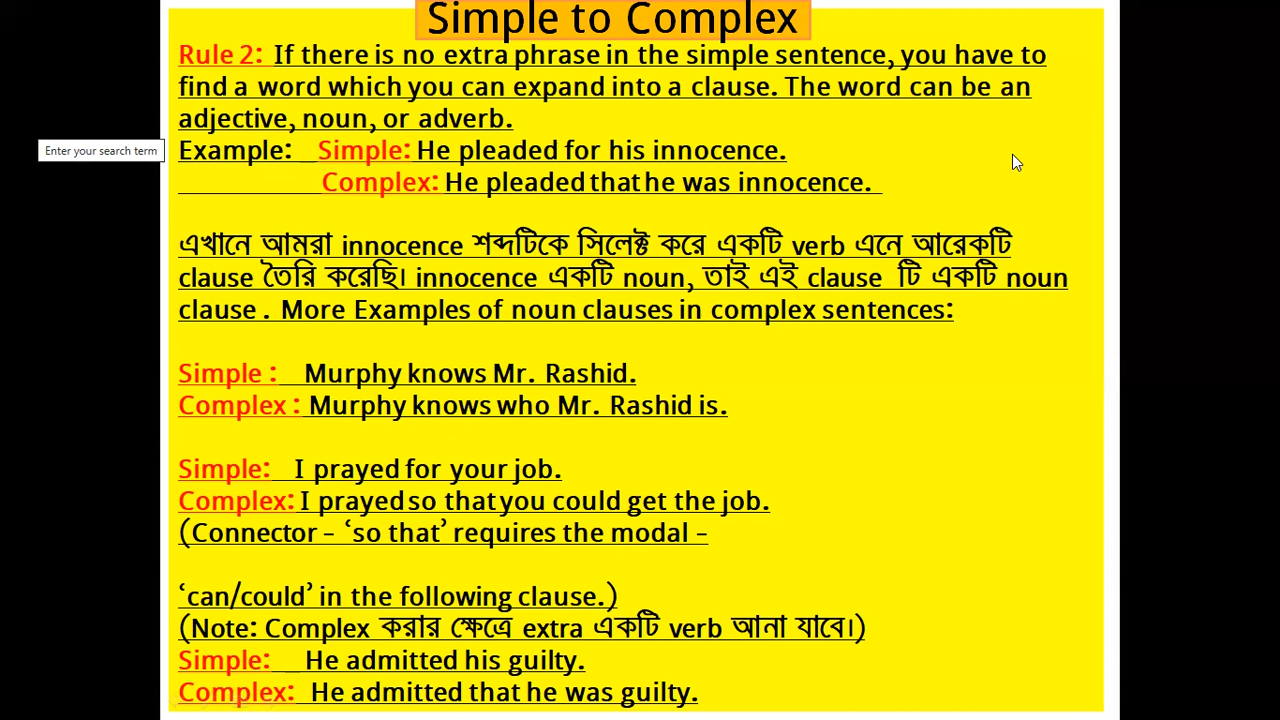 Simple to Complex
Rule 2: If there is no extra phrase in the simple sentence, you have to
find a word which you can expand into a clause. The word can be an
adjective, noun, or adverb.
Enter your search term
Example: Simple: He pleaded for his innocence.
Complex: He pleaded that he was innocence.
এখানে আমরা innocence শব্দটিকে সিলেক্ট করে একটি verb এনে আরেকটি
clause তৈরি করেছি। innocence একটি noun, তাই এই clause টি একটি noun
clause . More Examples of noun clauses in complex sentences:
Simple : Murphy knows Mr. Rashid.
Complex : Murphy knows who Mr. Rashid is.
Simple: I prayed for your job.
Complex: I prayed so that you could get the job.
(Connector – ‘so that’ requires the modal –
‘can/could’ in the following clause.)
(Note: Complex করার ক্ষেত্রে extra একটি verb আনা যাবে।)
Simple: He admitted his guilty.
Complex: He admitted that he was guilty.